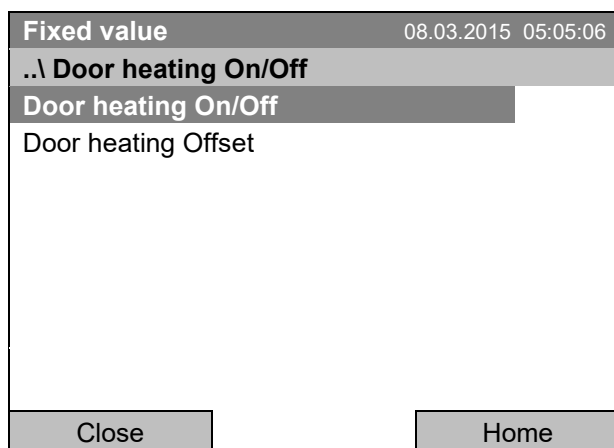 Fixed value 08.03.2015 05:05:06
..\ Door heating On/Off
Door heating On/Off
Door heating Offset
Close Home